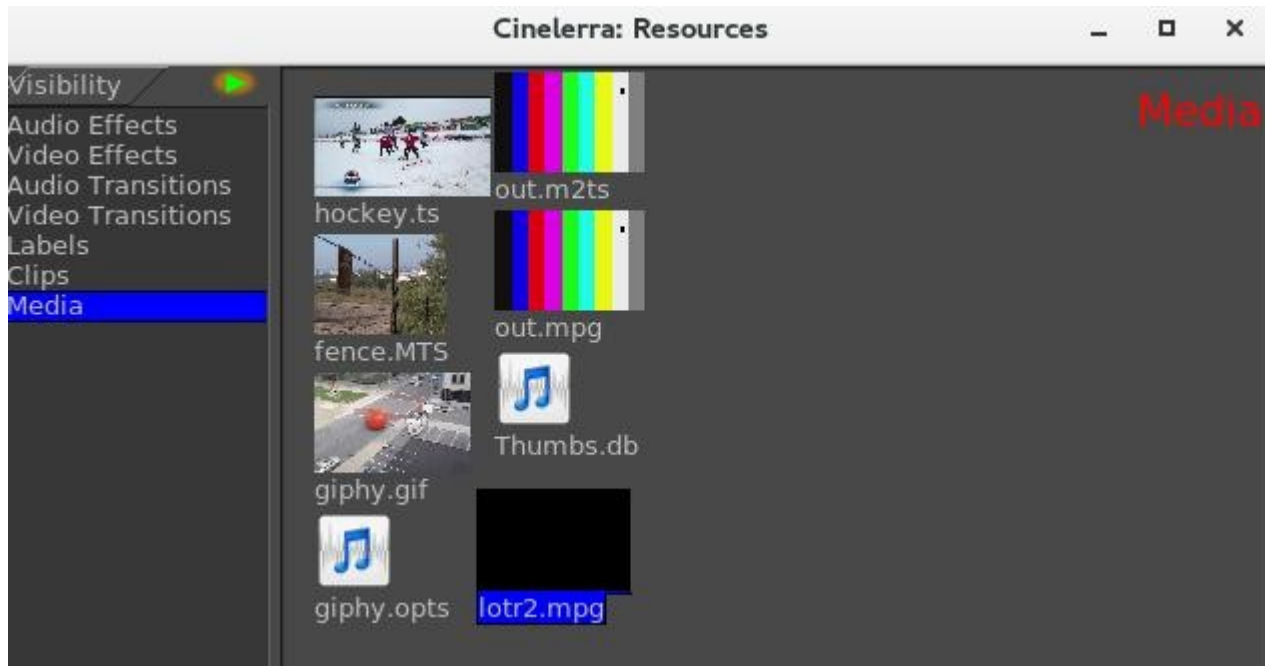 Cinelerra: Resources
Visibility
Audio Effects
Video Effects
Audio Transitions
Video Transitions
Labels
Clips
Media
Media
hockey.ts
fence.MTS
giphy.gif
giphy.opts
out.m2ts
out.mpg
Thumbs.db
lotr2.mpg